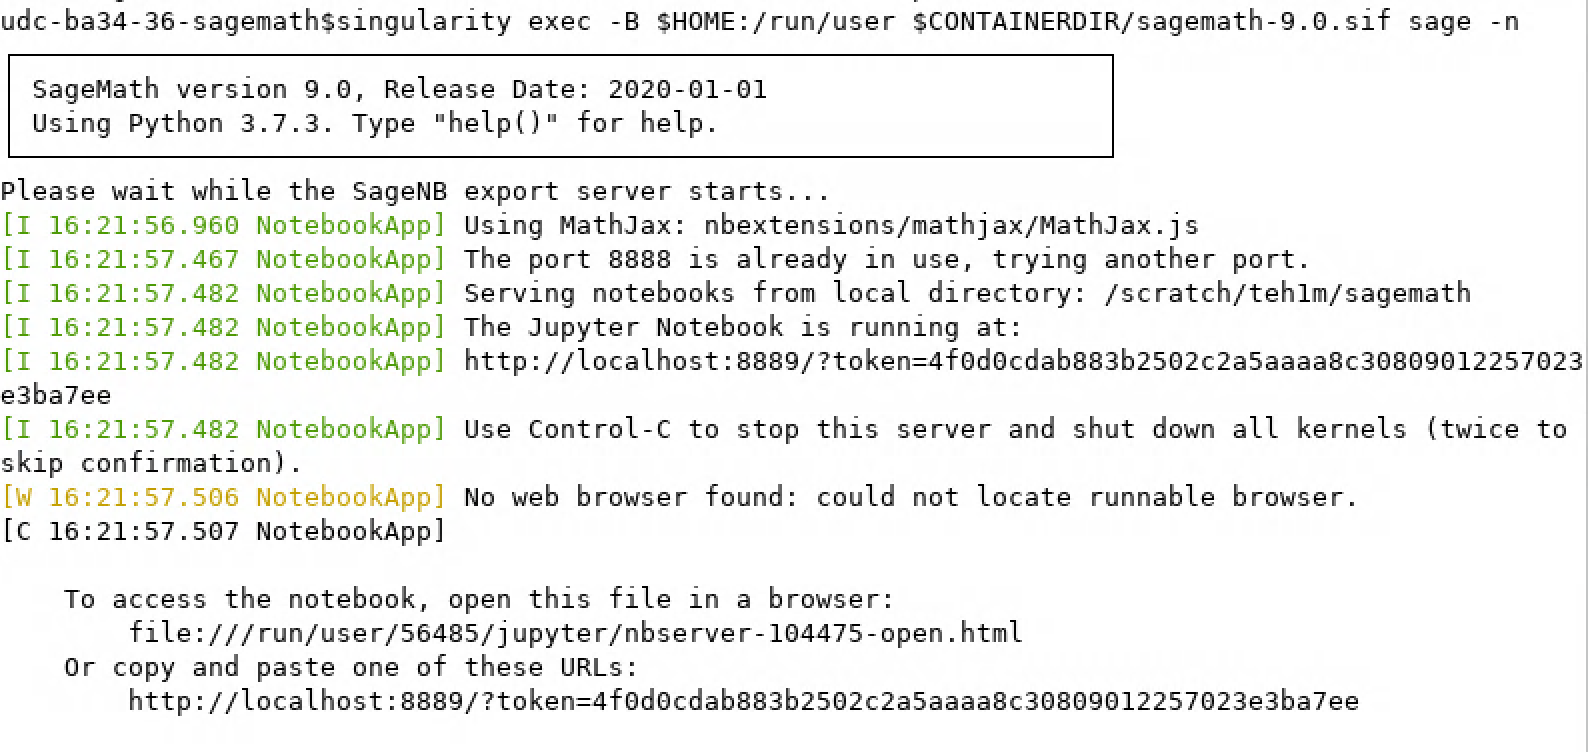 udc-ba34-36-sagemath$singularity exec -B $HOME:/run/user $CONTAINERDIR/sagemath-9.0.sif sage -n
SageMath version 9.0, Release Date: 2020-01-01
Using Python 3.7.3. Type "help()" for help.
Please wait while the SageNB export server starts...
[I 16:21:56.960 NotebookApp] Using MathJax: nbextensions/mathjax/MathJax.js
[I 16:21:57.467 NotebookApp] The port 8888 is already in use, trying another port.
[I 16:21:57.482 NotebookApp] Serving notebooks from local directory: /scratch/teh1m/sagemath
[I 16:21:57.482 NotebookApp] The Jupyter Notebook is running at:
[I 16:21:57.482 NotebookApp] http://localhost:8889/?token=4f0d0cdab883b2502c2a5aaaa8c30809012257023
e3ba7ee
[I 16:21:57.482 NotebookApp] Use Control-C to stop this server and shut down all kernels (twice to
skip confirmation).
[W 16:21:57.506 NotebookApp] No web browser found: could not locate runnable browser.
[C 16:21:57.507 NotebookApp]
To access the notebook, open this file in a browser:
file:///run/user/56485/jupyter/nbserver-104475-open.html
Or copy and paste one of these URLs:
http://localhost:8889/?token=4f0d0cdab883b2502c2a5aaaa8c30809012257023e3ba7ee